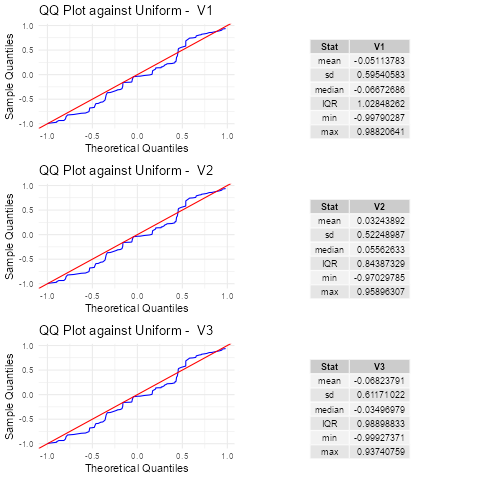 QQ Plot against Uniform - V1
Sample Quantiles
1.0
0.5
0.0
-0.5
-1.0
-1.0 -0.5 0.0 0.5 1.0
Theoretical Quantiles
Stat V1
mean -0.05113783
sd 0.59540583
median -0.06672686
IQR 1.02848262
min -0.99790287
max 0.98820641
QQ Plot against Uniform - V2
Sample Quantiles
1.0
0.5
0.0
-0.5
-1.0
-1.0 -0.5 0.0 0.5 1.0
Theoretical Quantiles
Stat V2
mean 0.03243892
sd 0.52248987
median 0.05562633
IQR 0.84387329
min -0.97029785
max 0.95896307
QQ Plot against Uniform - V3
Sample Quantiles
1.0
0.5
0.0
-0.5
-1.0
-1.0 -0.5 0.0 0.5 1.0
Theoretical Quantiles
Stat V3
mean -0.06823791
sd 0.61171022
median -0.03496979
IQR 0.98898833
min -0.99927371
max 0.93740759